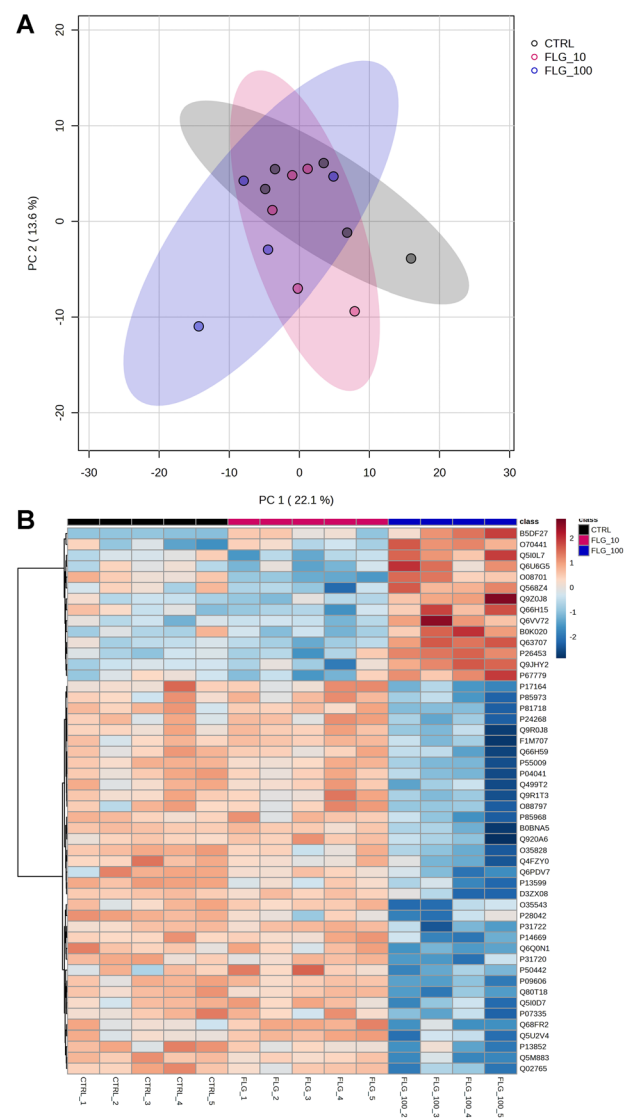 A
20
10
0
-10
-20
PC 2 ( 13.6 %)
-30 -20 -10 0 10 20 30
PC 1 ( 22.1 %)
CTRL
FLG_10
FLG_100
B
class
B5DF27
O70441
Q5I0L7
Q6U6G5
O08701
Q568Z4
Q9Z0J8
Q66H15
Q6VV72
B0K020
Q63707
P26453
Q9JHY2
P67779
P17164
P85973
P81718
P24268
Q9R0J8
F1M707
Q66H59
P55009
P04041
Q499T2
Q9R1T3
O88797
P85968
B0BNA5
Q920A6
O35828
Q4FZY0
Q6PDV7
P13599
D3ZX08
O35543
P28042
P31722
P14669
Q6Q0N1
P31720
P50442
P09606
Q80T18
Q5I0D7
P07335
Q68FR2
Q5U2V4
P13852
Q5M883
Q02765
CTRL_1
CTRL_2
CTRL_3
CTRL_4
CTRL_5
FLG_1
FLG_2
FLG_3
FLG_4
FLG_5
FLG_100_2
FLG_100_3
FLG_100_4
FLG_100_5
2
1
0
-1
-2
class
CTRL
FLG_10
FLG_100